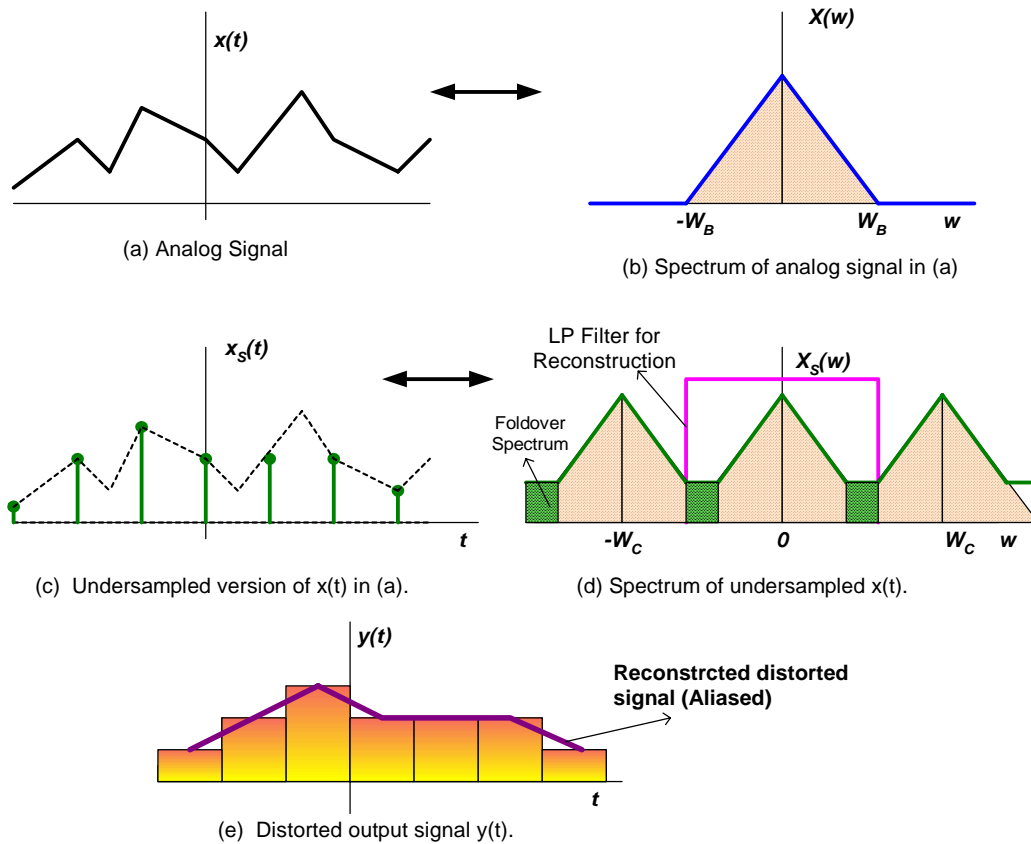 x(t)
X(w)
-W_B
W_B
w
(a) Analog Signal
(b) Spectrum of analog signal in (a)
x_S(t)
LP Filter for
Reconstruction
X_S(w)
Foldover
Spectrum
t
-W_C
0
W_C
w
(c) Undersampled version of x(t) in (a).
(d) Spectrum of undersampled x(t).
y(t)
Reconstrcted distorted
signal (Aliased)
t
(e) Distorted output signal y(t).